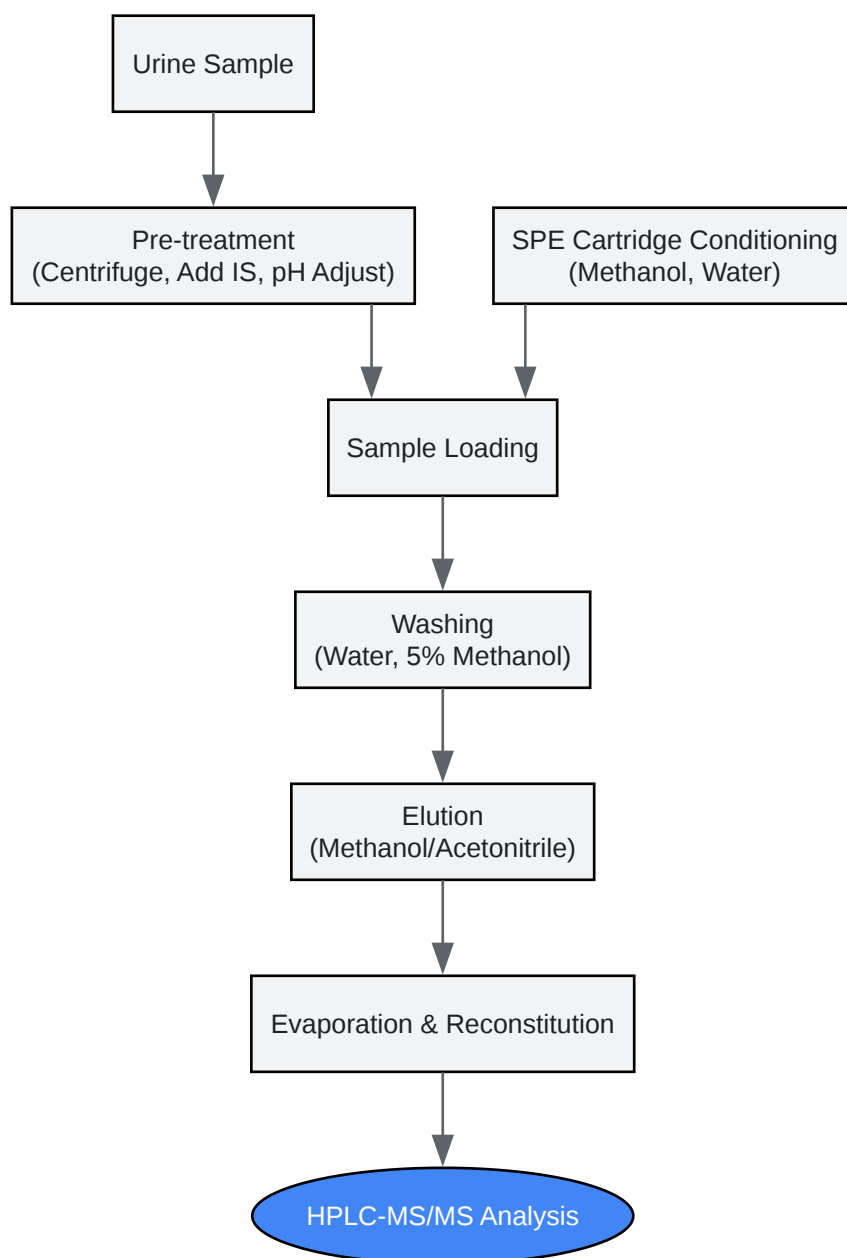 Urine Sample
Pre-treatment
(Centrifuge, Add IS, pH Adjust)
SPE Cartridge Conditioning
(Methanol, Water)
Sample Loading
Washing
(Water, 5% Methanol)
Elution
(Methanol/Acetonitrile)
Evaporation & Reconstitution
HPLC-MS/MS Analysis